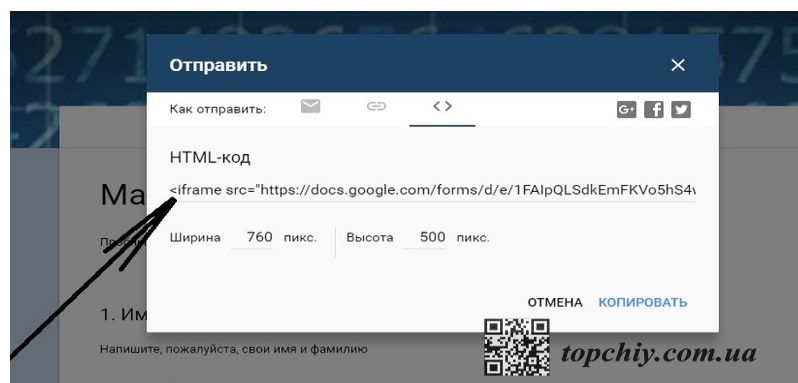 Отправить
Как отправить:
G+
HTML-код
<iframe src="https://docs.google.com/forms/d/e/1FAIpQLSdkEmFKVo5hS4
Ширина 760 пикс. Высота 500 пикс.
ОТМЕНА КОПИРОВАТЬ
1. Им
Напишите, пожалуйста, свои имя и фамилию
topchiy.com.ua